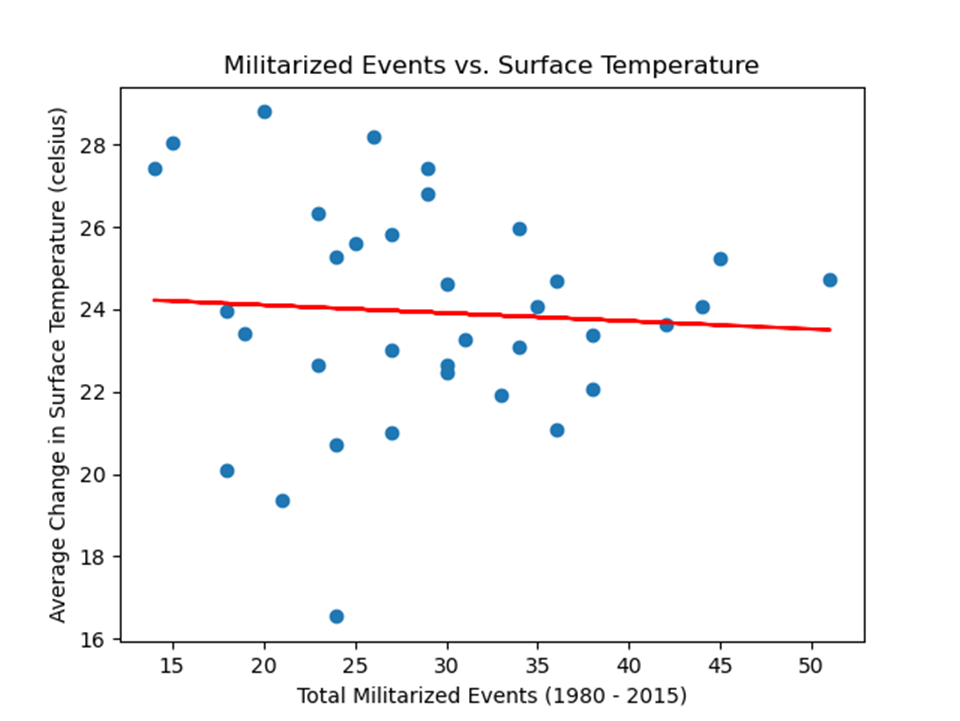 Militarized Events vs. Surface Temperature
Average Change in Surface Temperature (celsius)
28
26
24
22
20
18
16
15 20 25 30 35 40 45 50
Total Militarized Events (1980 - 2015)